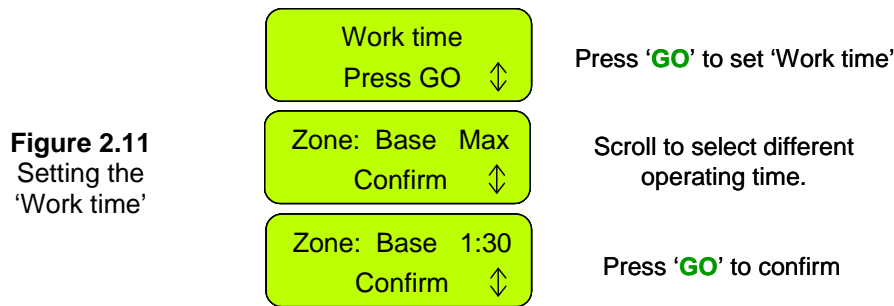 Work time
Press GO ↕
Press ‘GO’ to set ‘Work time’
Figure 2.11
Setting the
‘Work time’
Zone: Base Max
Confirm ↕
Scroll to select different
operating time.
Zone: Base 1:30
Confirm ↕
Press ‘GO’ to confirm